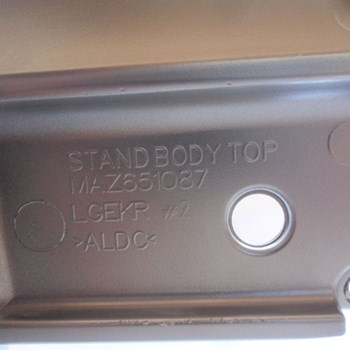 STAND BODY TOP
MAZ651087
LGEKR #2
>ALDC<